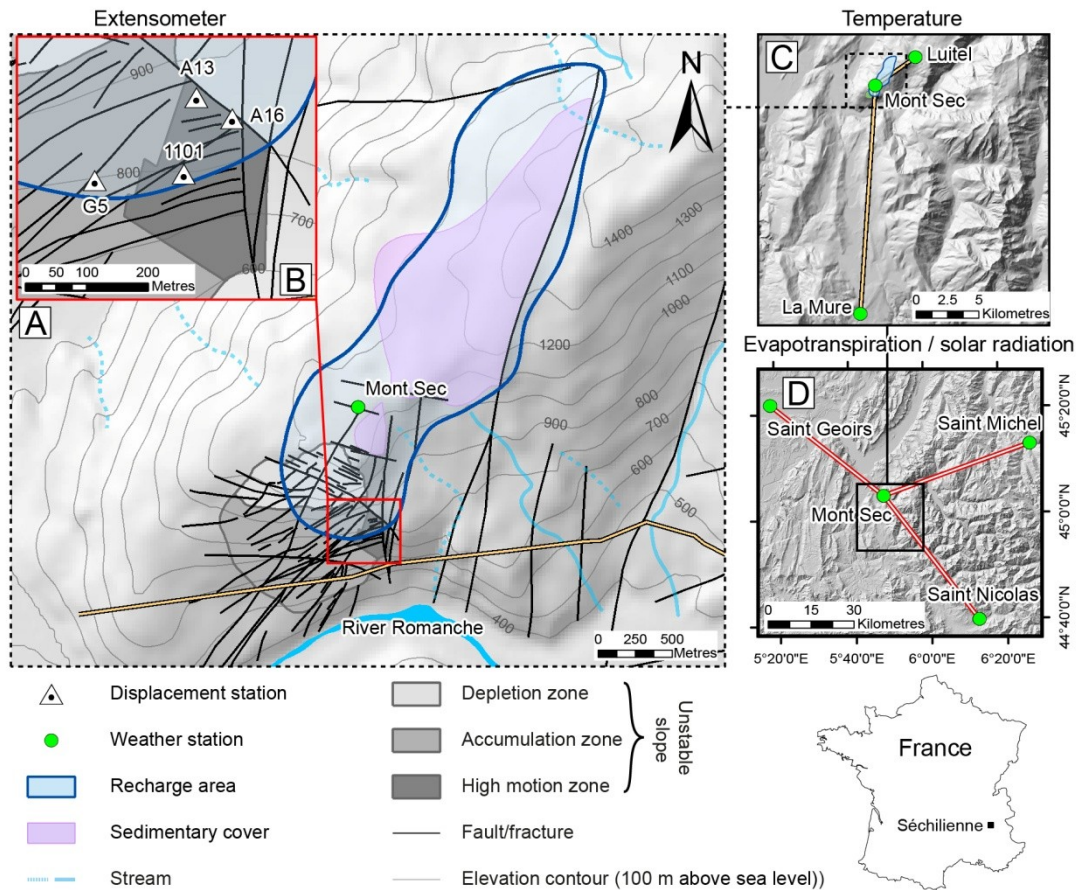 Extensometer
A13
900
A16
1101
800
G5
700
600
0 50 100 200
Metres
B
A
N
1300
1400
1100
1000
1200
Mont Sec
800
900
700
600
500
400
River Romanche
0 250 500
Metres
Temperature
C
Luitel
Mont Sec
La Mure
0 2.5 5
Kilometres
Evapotranspiration / solar radiation
D
Saint Geoirs
Saint Michel
Mont Sec
Saint Nicolas
0 15 30
Kilometres
45°20'0"N
45°0'0"N
44°40'0"N
5°20'0"E 5°40'0"E 6°0'0"E 6°20'0"E
Displacement station
Weather station
Recharge area
Sedimentary cover
Stream
Depletion zone
Accumulation zone
High motion zone
Unstable
slope
Fault/fracture
Elevation contour (100 m above sea level))
France
Séchilienne